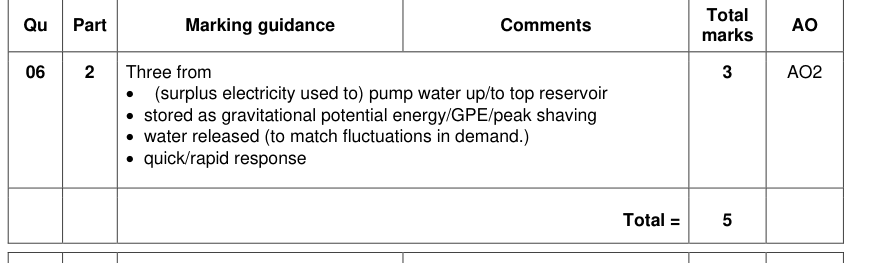 Qu Part Marking guidance Comments Total marks AO
06 2 Three from 3 AO2
• (surplus electricity used to) pump water up/to top reservoir
• stored as gravitational potential energy/GPE/peak shaving
• water released (to match fluctuations in demand.)
• quick/rapid response
Total = 5